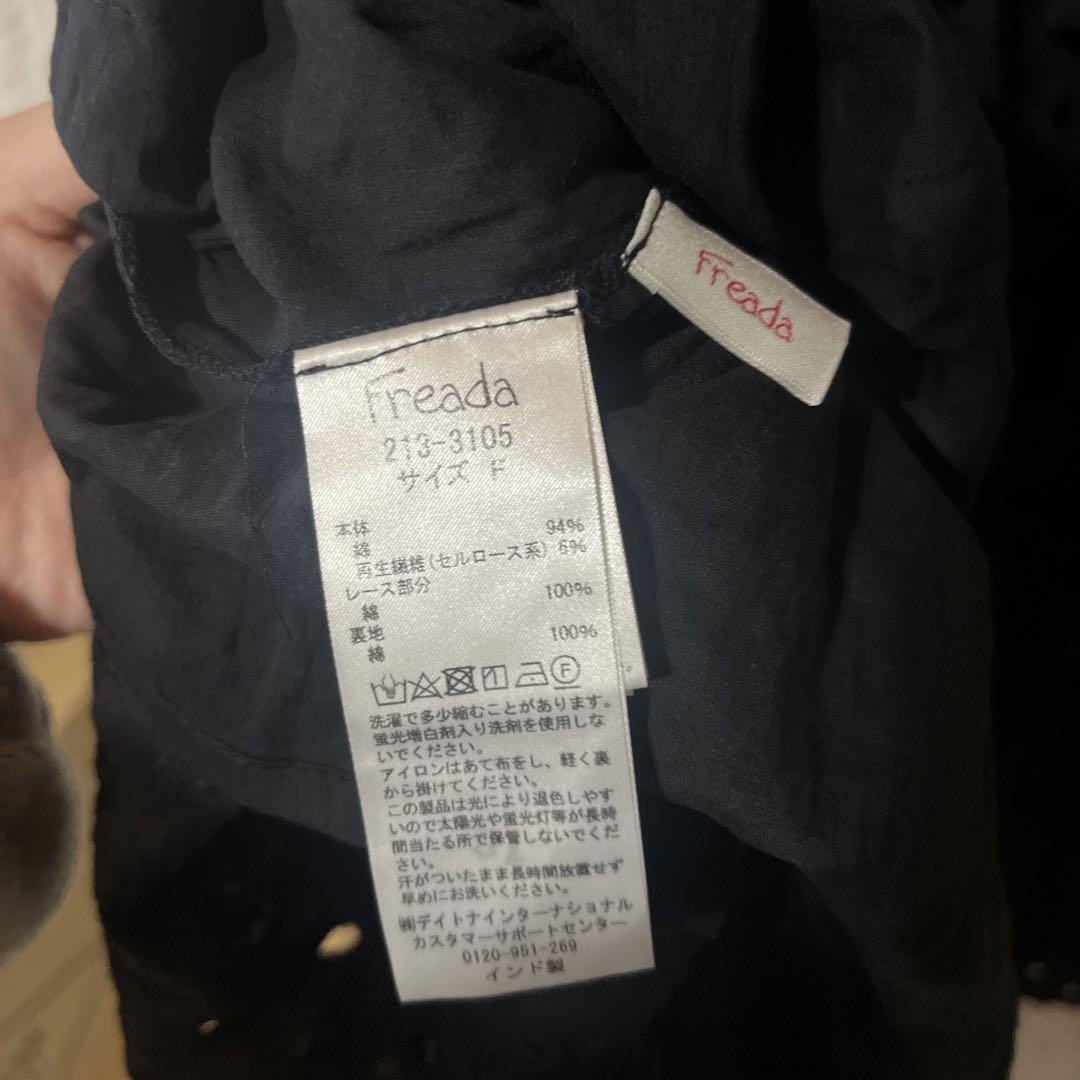 Freada
Freada
213-3105
サイズ F
本体
綿 94%
再生繊維(セルロース系) 6%
レース部分
綿 100%
裏地
綿 100%
F
洗濯で多少縮むことがあります。
蛍光増白剤入り洗剤を使用しな
いでください。
アイロンはあて布をし、軽く裏
から掛けてください。
この製品は光により退色しやす
いので太陽光や蛍光灯等が長時
間当たる所で保管しないでくだ
さい。
汗がついたまま長時間放置せず
早めにお洗いください。
㈱デイトナインターナショナル
カスタマーサポートセンター
0120-951-269
インド製